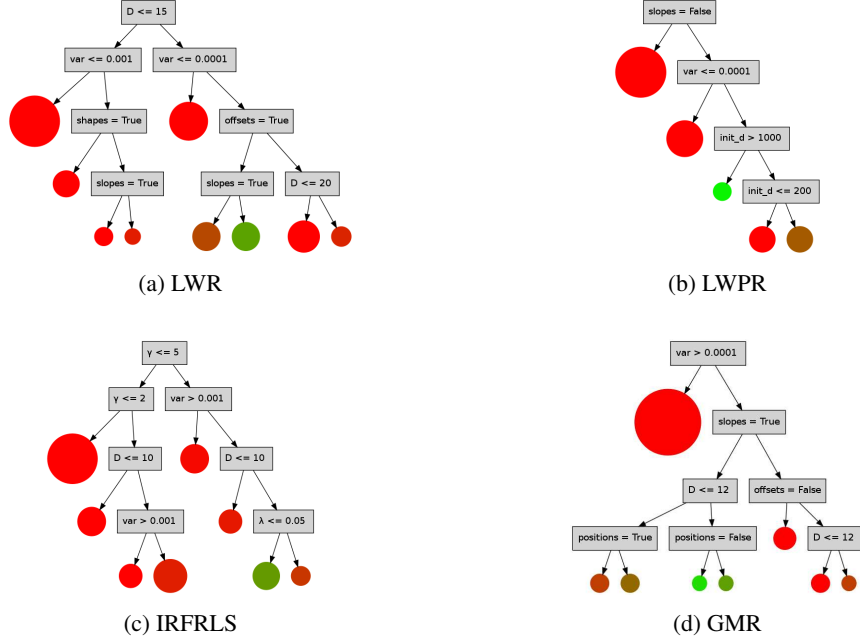 D <= 15
var <= 0.001
var <= 0.0001
shapes = True
offsets = True
slopes = True
slopes = True
D <= 20
(a) LWR
slopes = False
var <= 0.0001
init_d > 1000
init_d <= 200
(b) LWPR
γ <= 5
γ <= 2
var > 0.001
D <= 10
D <= 10
var > 0.001
λ <= 0.05
(c) IRFRLS
var > 0.0001
slopes = True
D <= 12
offsets = False
positions = True
positions = False
D <= 12
(d) GMR